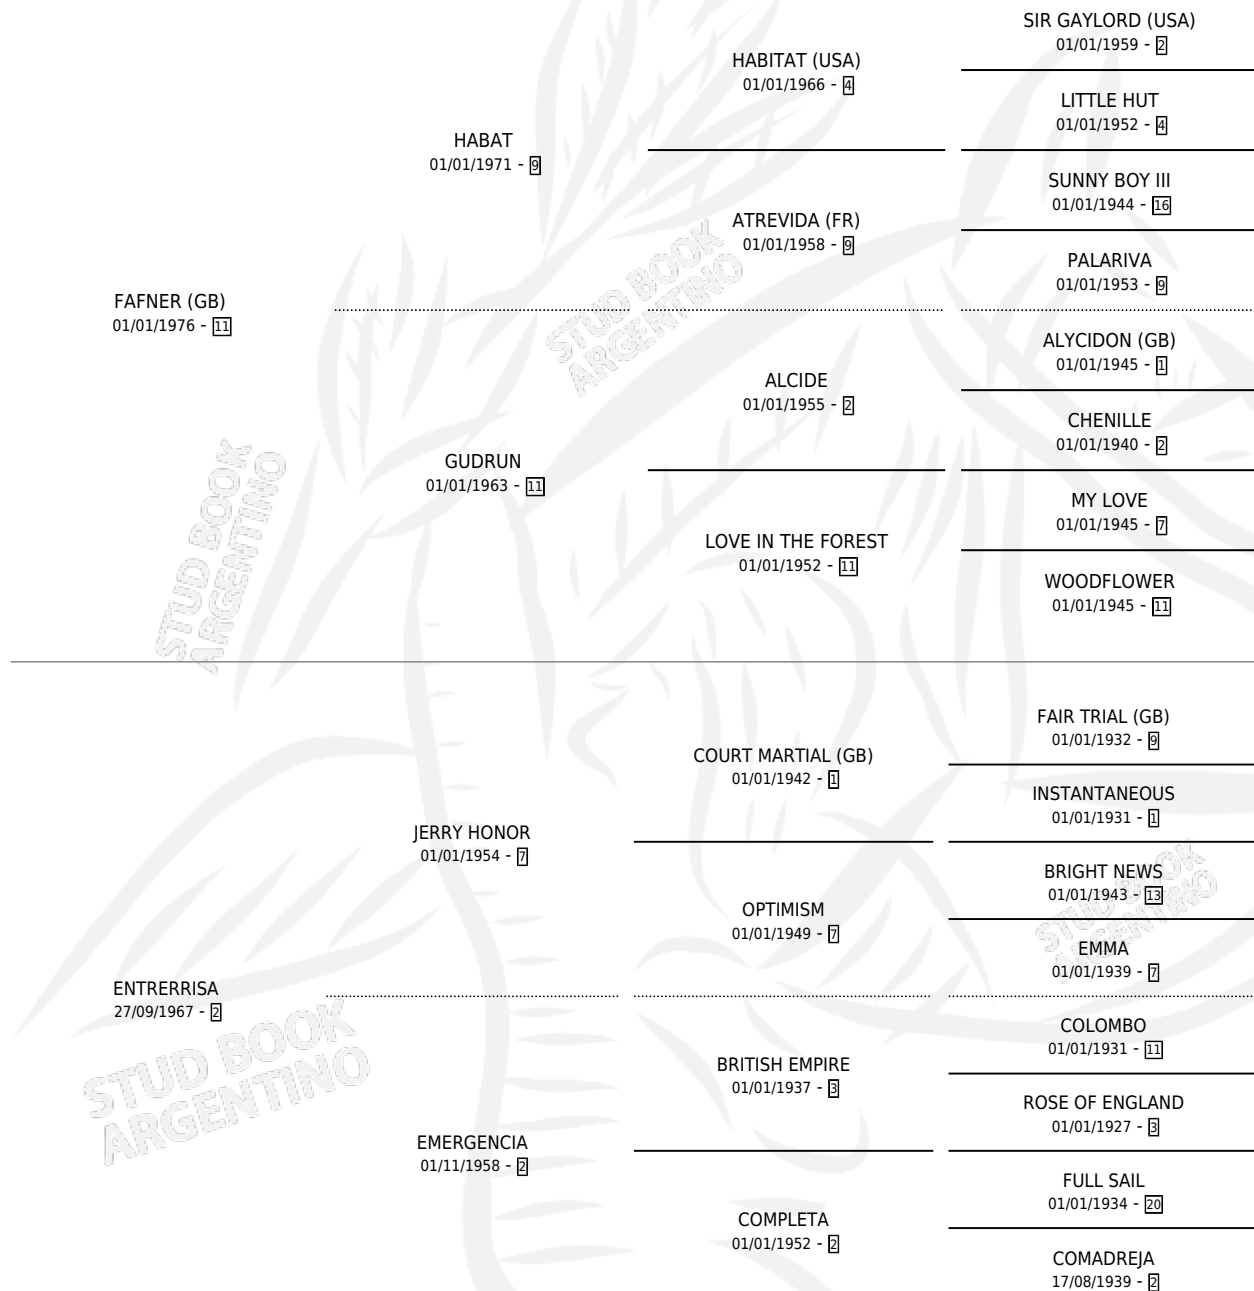 SIR GAYLORD (USA)
01/01/1959 - 2
HABITAT (USA)
01/01/1966 - 4
LITTLE HUT
01/01/1952 - 4
HABAT
01/01/1971 - 9
SUNNY BOY III
01/01/1944 - 16
ATREVIDA (FR)
01/01/1958 - 9
PALARIVA
01/01/1953 - 9
FAFNER (GB)
01/01/1976 - 11
STUD BOOK
ARGENTINO
ALYCIDON (GB)
01/01/1945 - 1
ALCIDE
01/01/1955 - 2
CHENILLE
01/01/1940 - 2
GUDRUN
01/01/1963 - 11
MY LOVE
01/01/1945 - 7
LOVE IN THE FOREST
01/01/1952 - 11
WOODFLOWER
01/01/1945 - 11
STUD BOOK
ARGENTINO
FAIR TRIAL (GB)
01/01/1932 - 9
COURT MARTIAL (GB)
01/01/1942 - 1
INSTANTANEOUS
01/01/1931 - 1
JERRY HONOR
01/01/1954 - 7
BRIGHT NEWS
01/01/1943 - 13
OPTIMISM
01/01/1949 - 7
EMMA
01/01/1939 - 7
STUD BOOK
ARGENTINO
ENTRERRISA
27/09/1967 - 2
COLOMBO
01/01/1931 - 11
BRITISH EMPIRE
01/01/1937 - 3
ROSE OF ENGLAND
01/01/1927 - 3
STUD BOOK
ARGENTINO
EMERGENCIA
01/11/1958 - 2
FULL SAIL
01/01/1934 - 20
COMPLETA
01/01/1952 - 2
COMADREJA
17/08/1939 - 2